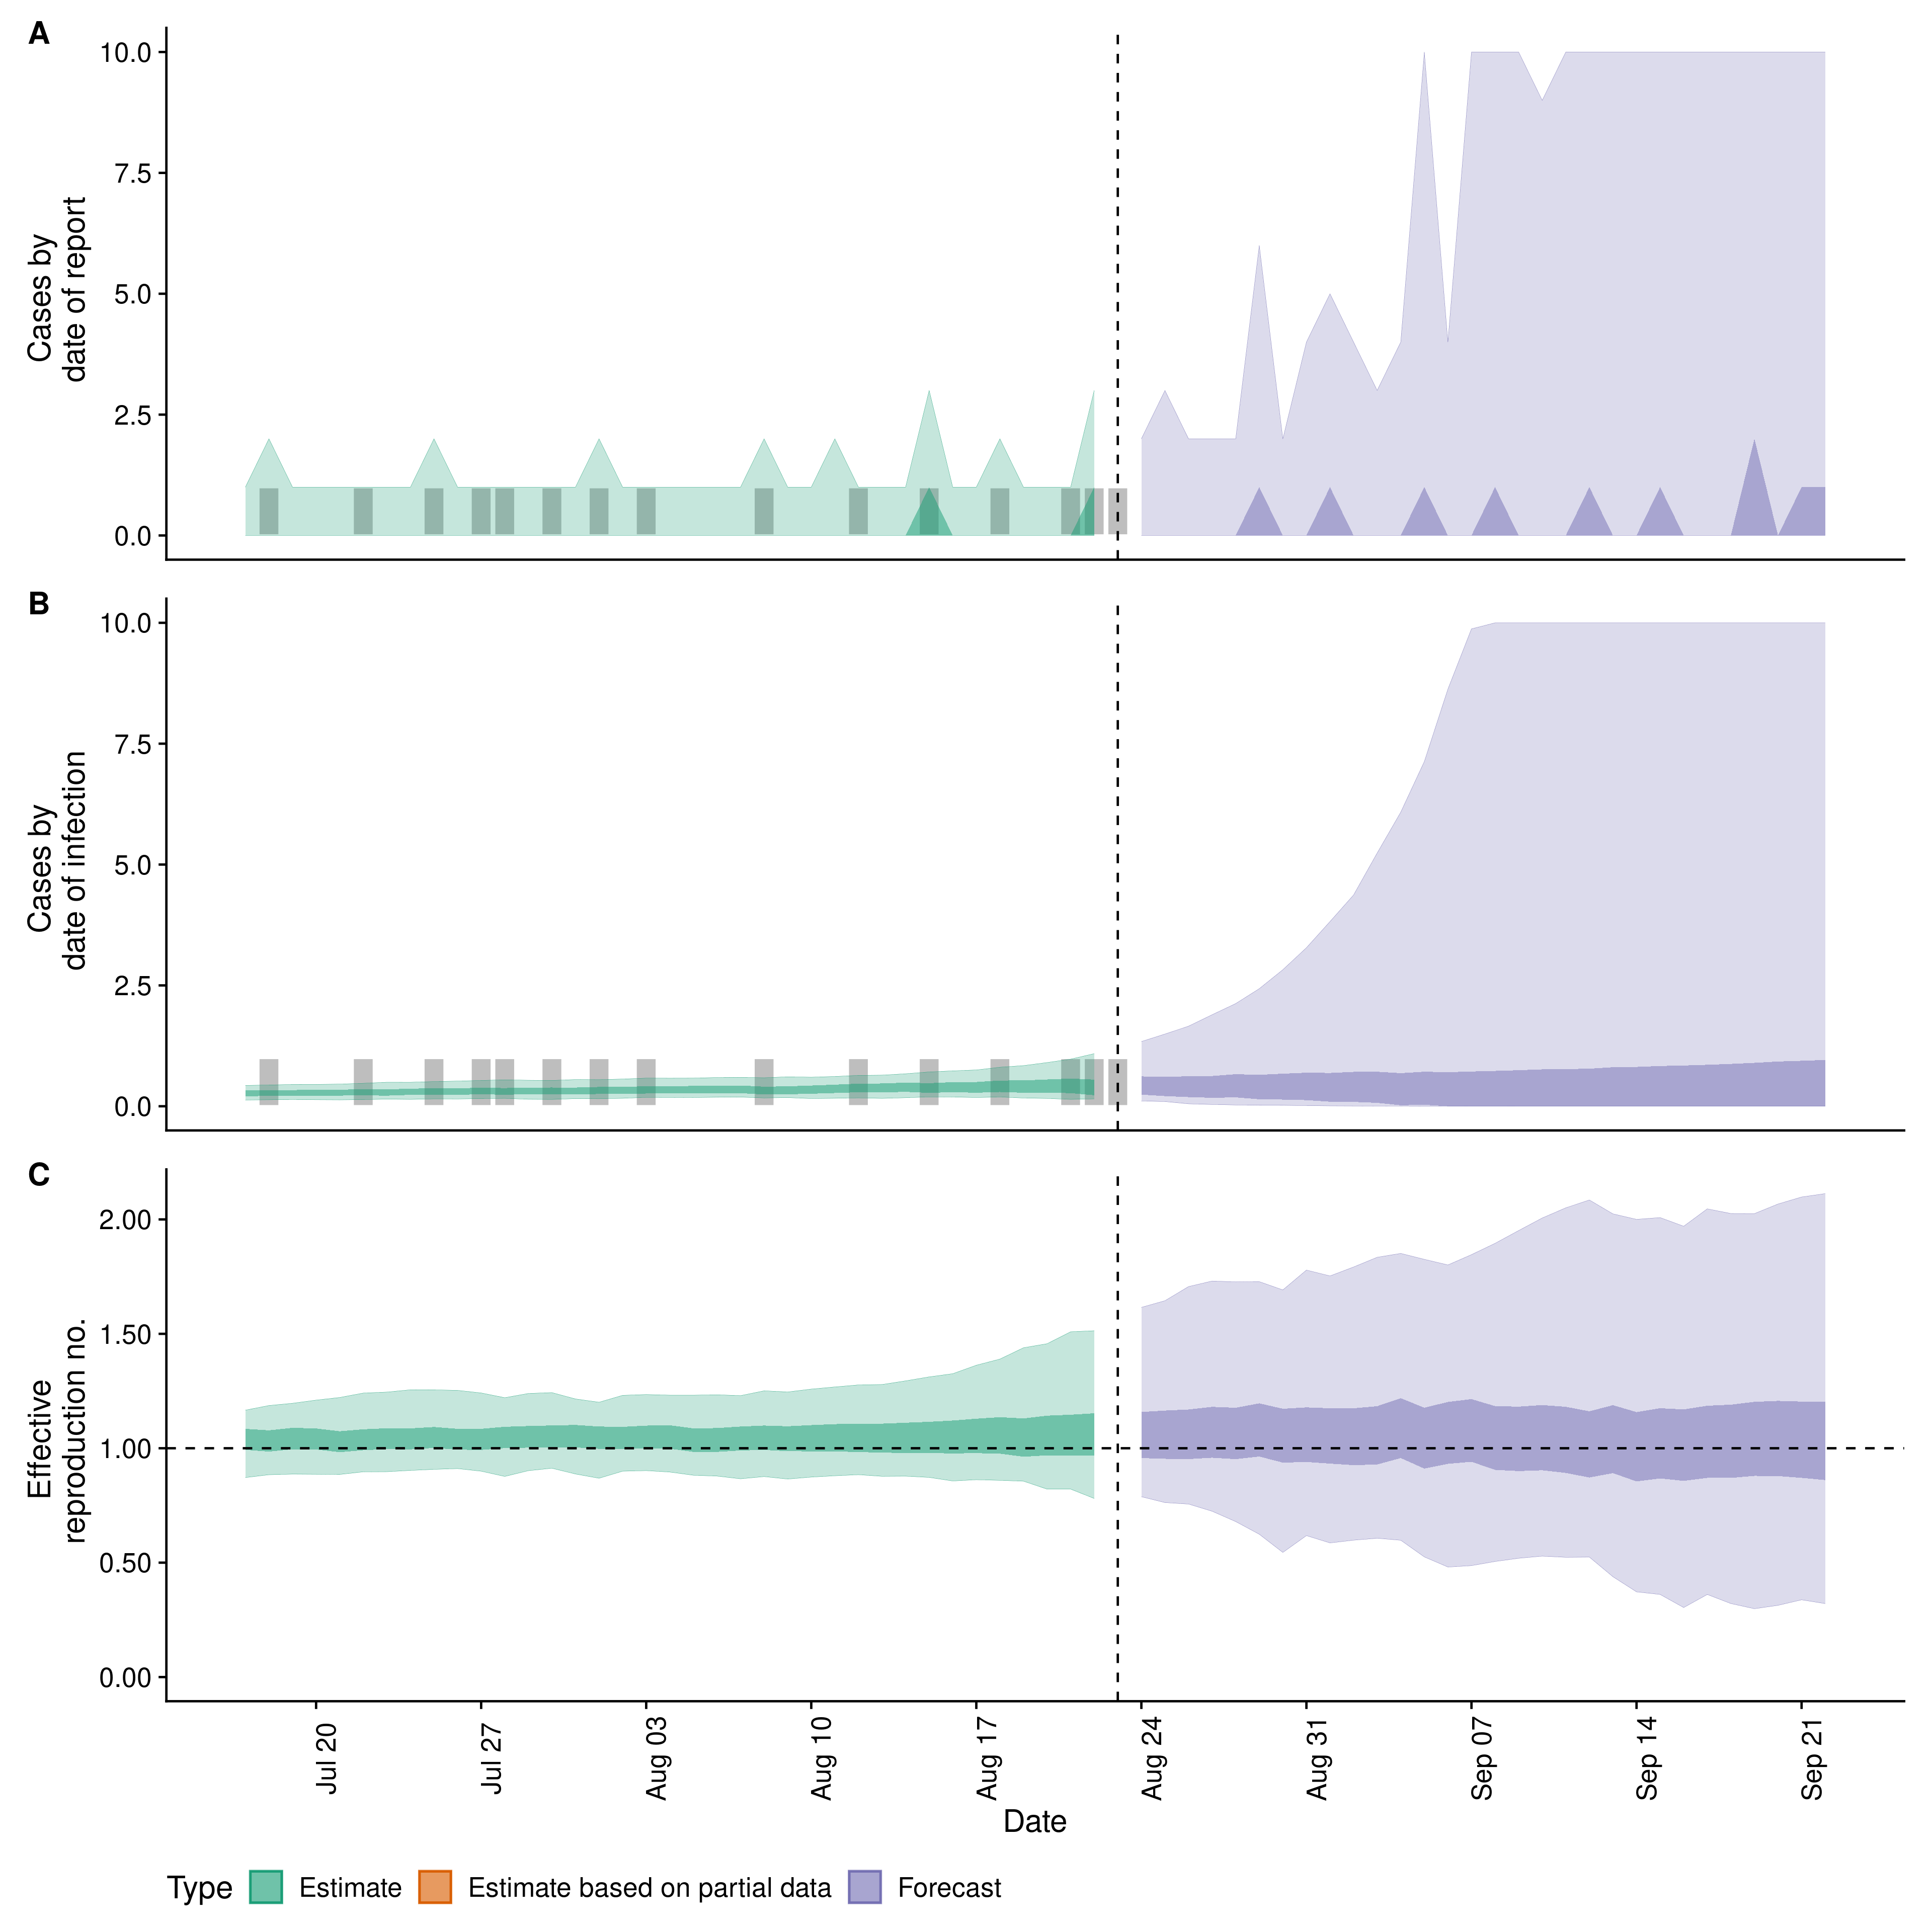 A
10.0
7.5
5.0
2.5
0.0
Cases by
date of report
B
10.0
7.5
5.0
2.5
0.0
Cases by
date of infection
C
2.00
1.50
1.00
0.50
0.00
Effective
reproduction no.
Jul 20
Jul 27
Aug 03
Aug 10
Aug 17
Aug 24
Aug 31
Sep 07
Sep 14
Sep 21
Date
Type Estimate Estimate based on partial data Forecast